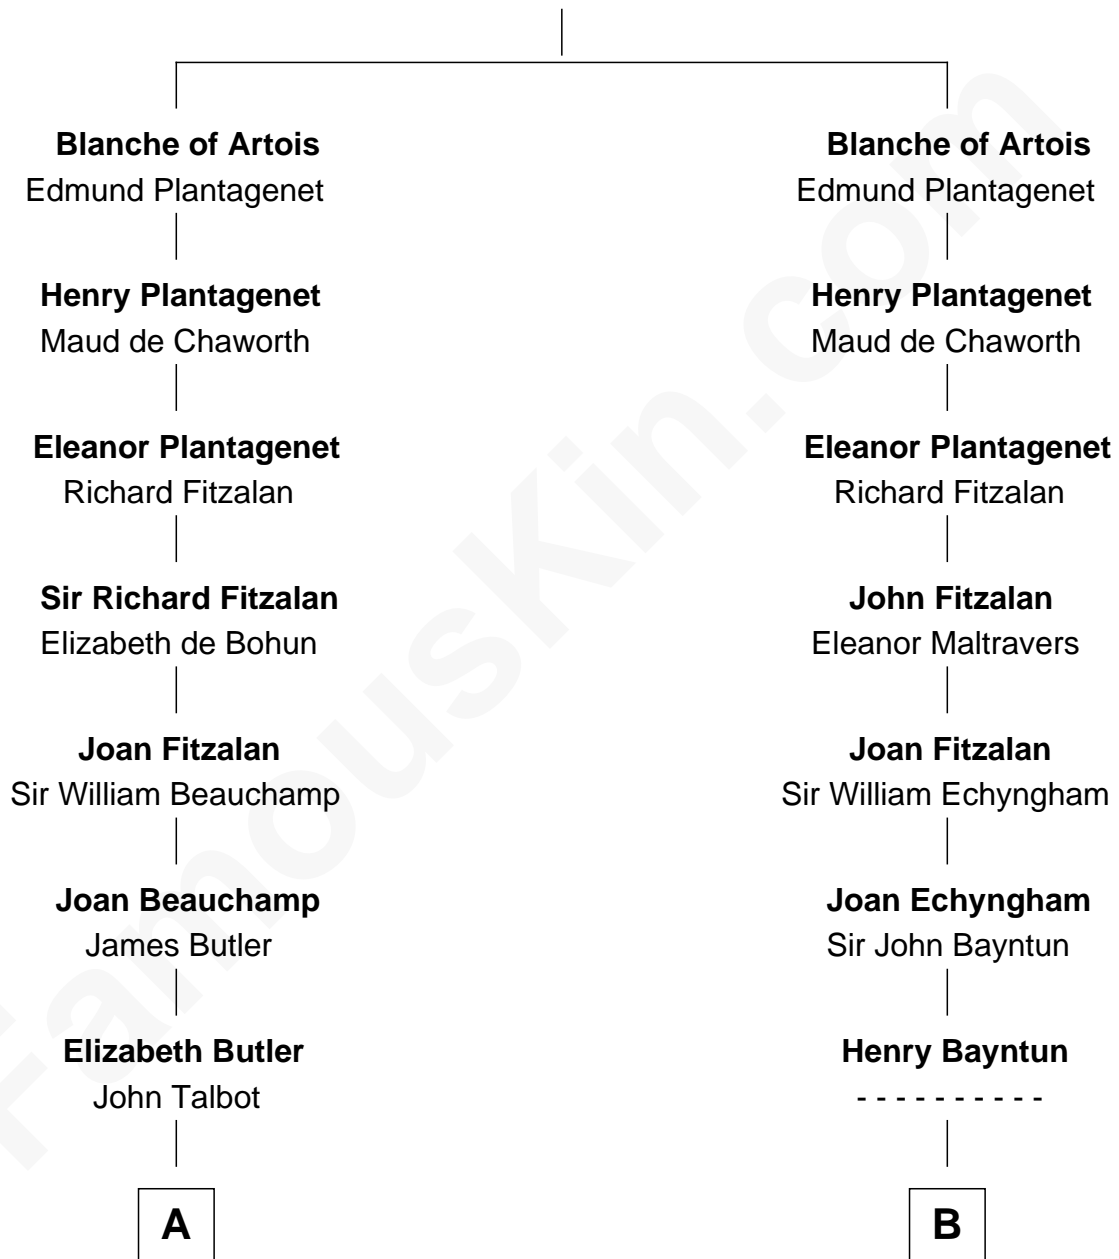 Blanche of Artois
Edmund Plantagenet
Henry Plantagenet
Maud de Chaworth
Eleanor Plantagenet
Richard Fitzalan
Sir Richard Fitzalan
Elizabeth de Bohun
Joan Fitzalan
Sir William Beauchamp
Joan Beauchamp
James Butler
Elizabeth Butler
John Talbot
A
Blanche of Artois
Edmund Plantagenet
Henry Plantagenet
Maud de Chaworth
Eleanor Plantagenet
Richard Fitzalan
John Fitzalan
Eleanor Maltravers
Joan Fitzalan
Sir William Echyngham
Joan Echyngham
Sir John Bayntun
Henry Bayntun
- - - - - - - - - -
B
FamousKin.com